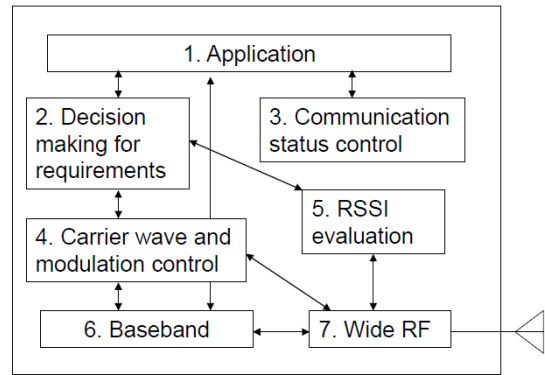 1. Application
2. Decision
making for
requirements
3. Communication
status control
4. Carrier wave and
modulation control
5. RSSI
evaluation
6. Baseband
7. Wide RF